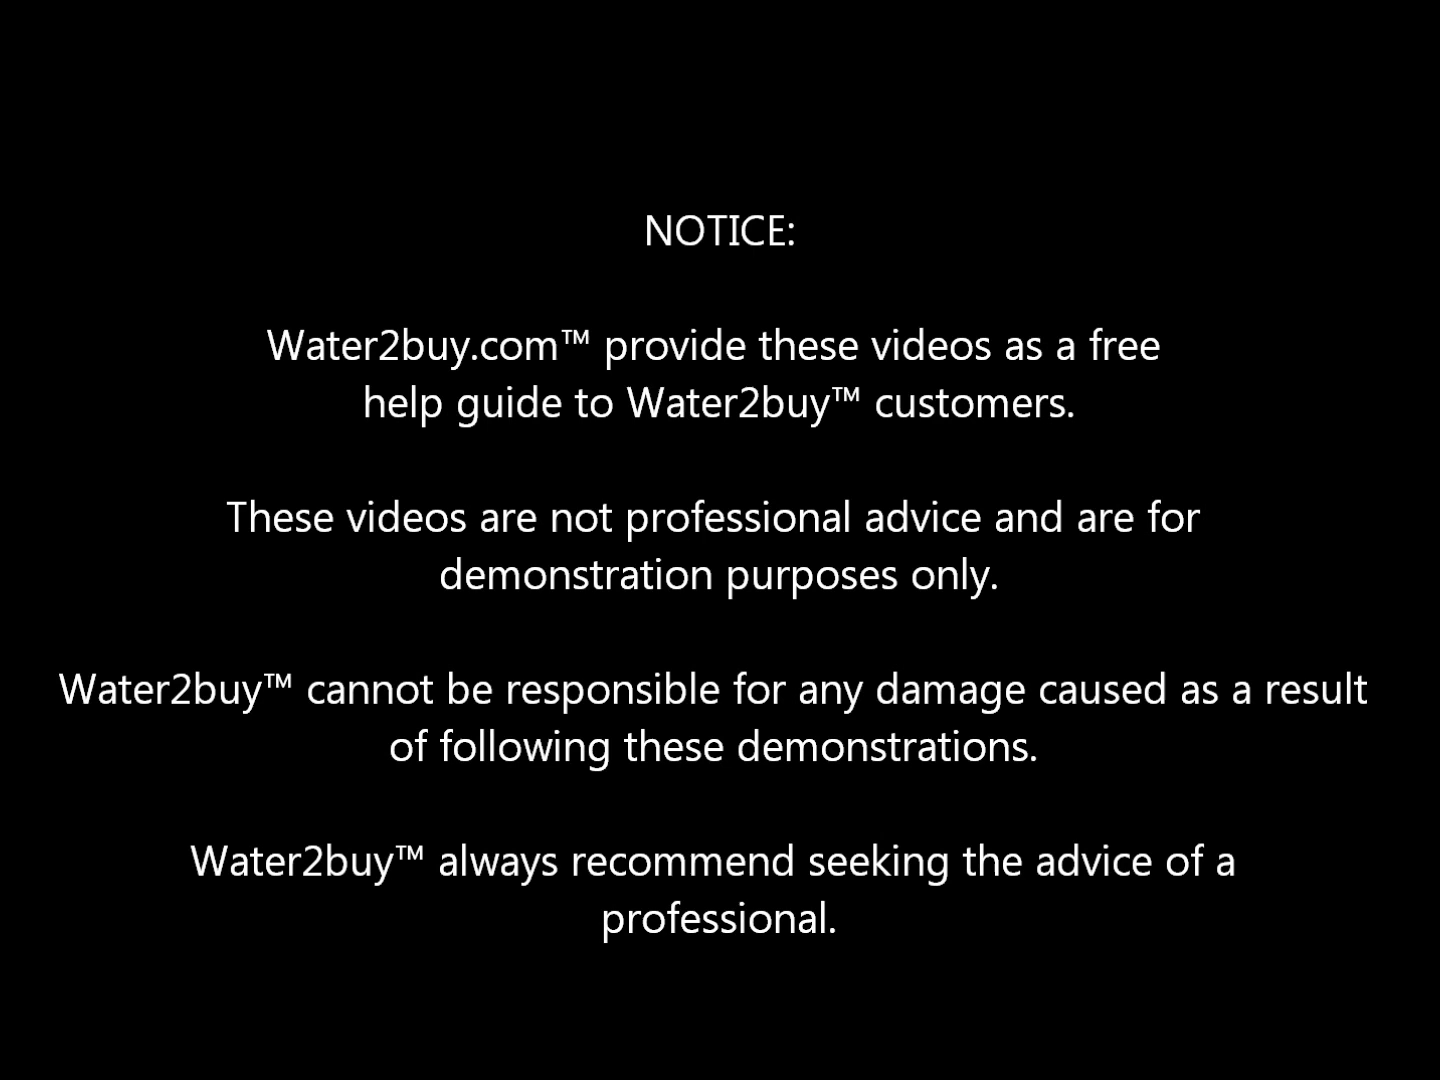 NOTICE:
Water2buy.com™ provide these videos as a free
help guide to Water2buy™ customers.
These videos are not professional advice and are for
demonstration purposes only.
Water2buy™ cannot be responsible for any damage caused as a result
of following these demonstrations.
Water2buy™ always recommend seeking the advice of a
professional.